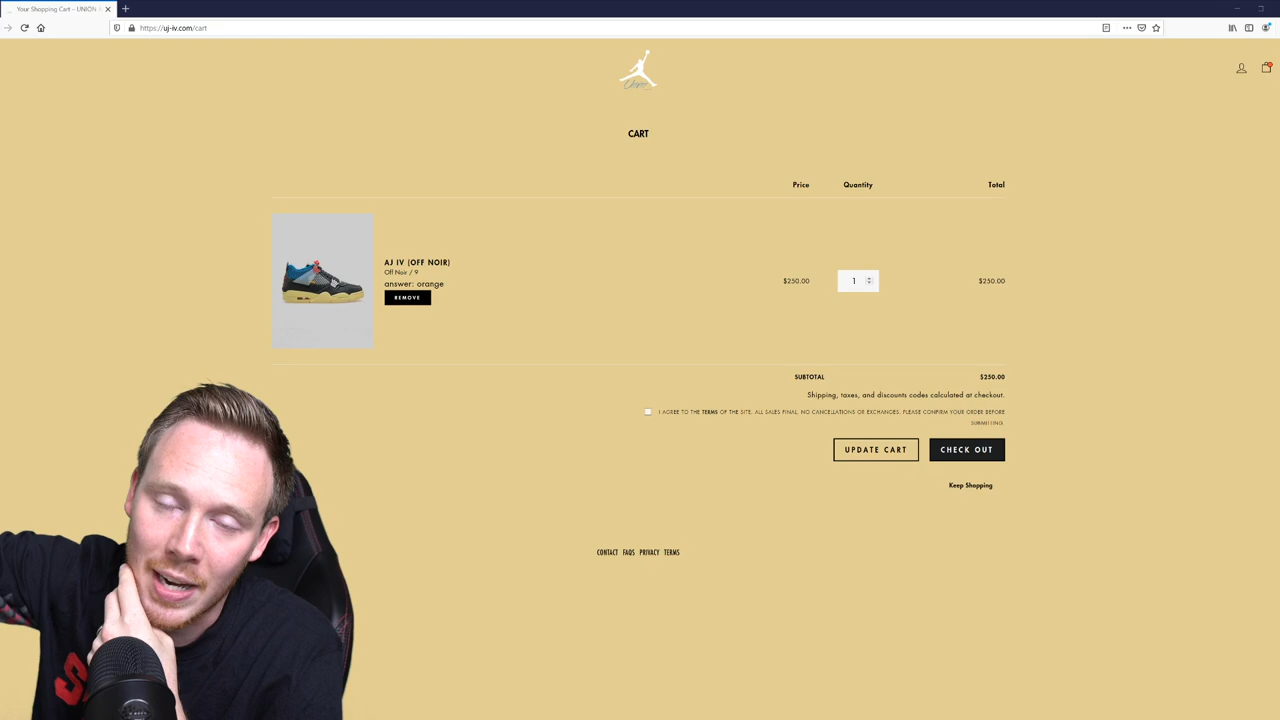 Your Shopping Cart – UNION
https://uj-iv.com/cart
Union
CART
Price Quantity Total
AJ IV (OFF NOIR)
Off Noir / 9
answer: orange
REMOVE
$250.00 1 $250.00
SUBTOTAL $250.00
Shipping, taxes, and discounts codes calculated at checkout.
I AGREE TO THE TERMS OF THE SITE. ALL SALES FINAL, NO CANCELLATIONS OR EXCHANGES. PLEASE CONFIRM YOUR ORDER BEFORE
SUBMITTING.
UPDATE CART CHECK OUT
Keep Shopping
CONTACT FAQS PRIVACY TERMS